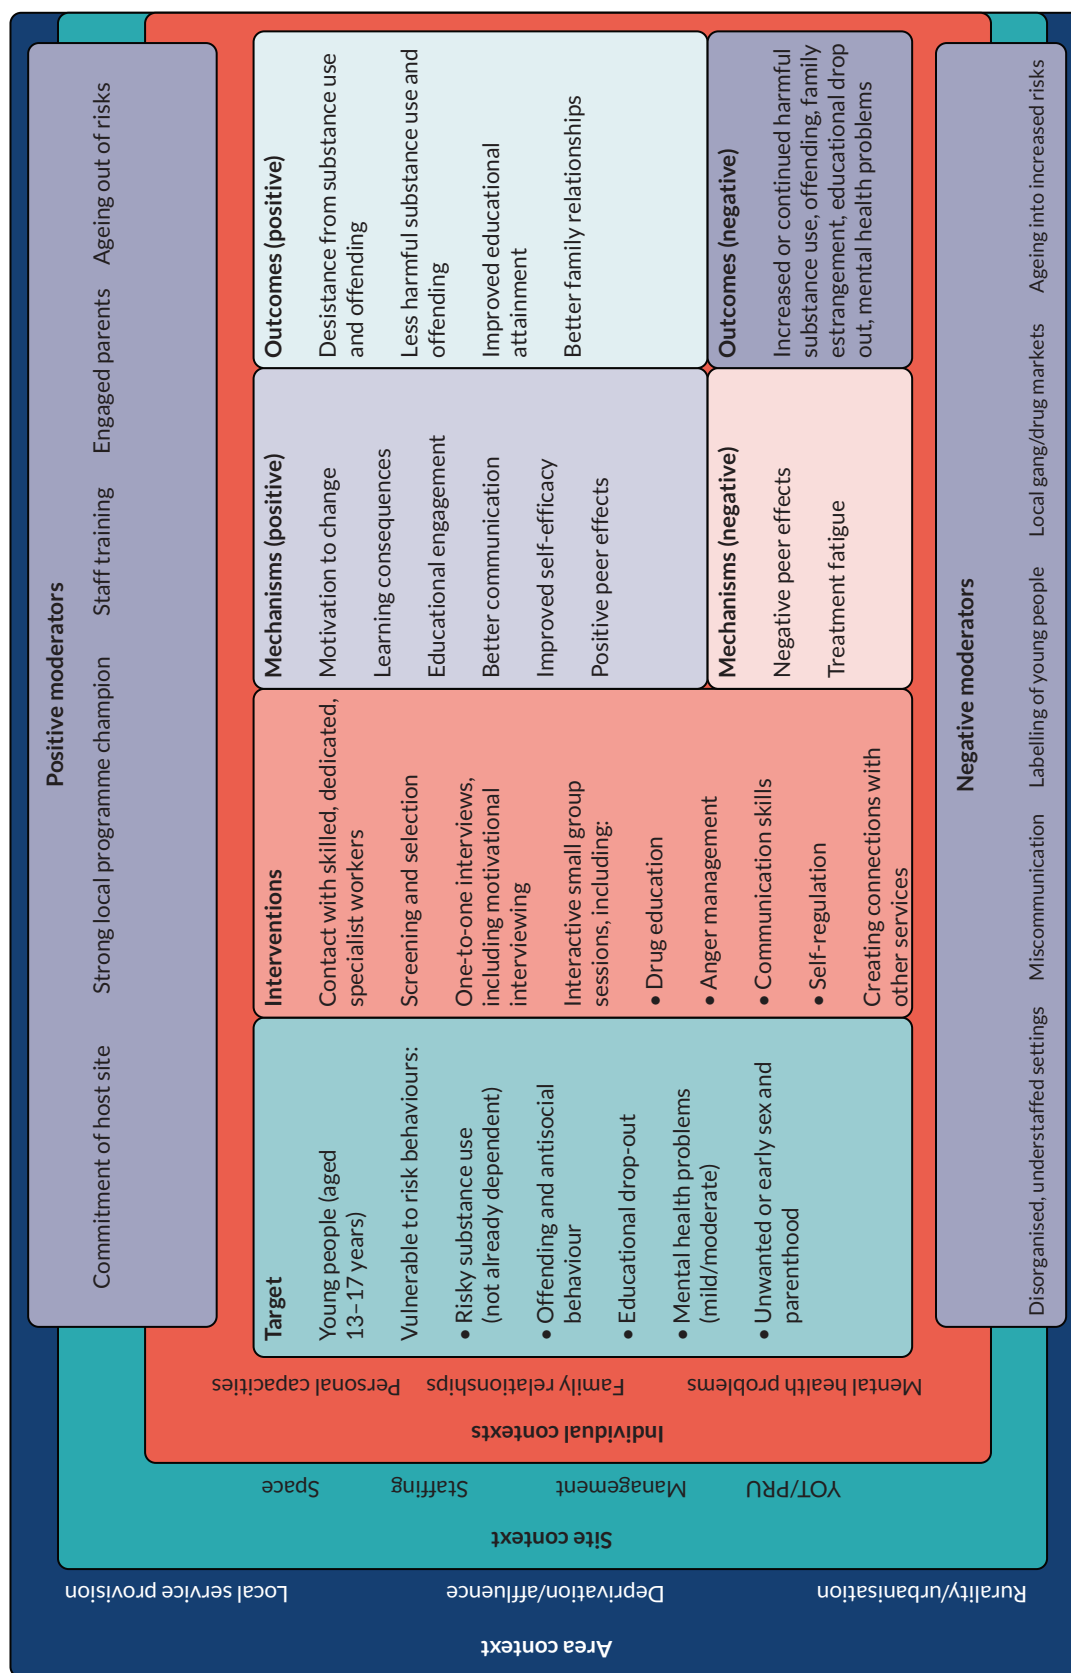 Area context
Local service provision
Deprivation/affluence
Rurality/urbanisation
Site context
Space
Staffing
Management
YOT/PRU
Individual contexts
Personal capacities
Family relationships
Mental health problems
Positive moderators
Commitment of host site
Strong local programme champion
Staff training
Engaged parents
Ageing out of risks
Target
Young people (aged
13–17 years)
Vulnerable to risk behaviours:
• Risky substance use
(not already dependent)
• Offending and antisocial
behaviour
• Educational drop-out
• Mental health problems
(mild/moderate)
• Unwanted or early sex and
parenthood
Interventions
Contact with skilled, dedicated,
specialist workers
Screening and selection
One-to-one interviews,
including motivational
interviewing
Interactive small group
sessions, including:
• Drug education
• Anger management
• Communication skills
• Self-regulation
Creating connections with
other services
Mechanisms (positive)
Motivation to change
Learning consequences
Educational engagement
Better communication
Improved self-efficacy
Positive peer effects
Mechanisms (negative)
Negative peer effects
Treatment fatigue
Outcomes (positive)
Desistance from substance use
and offending
Less harmful substance use and
offending
Improved educational
attainment
Better family relationships
Outcomes (negative)
Increased or continued harmful
substance use, offending, family
estrangement, educational drop
out, mental health problems
Negative moderators
Disorganised, understaffed settings
Miscommunication
Labelling of young people
Local gang/drug markets
Ageing into increased risks